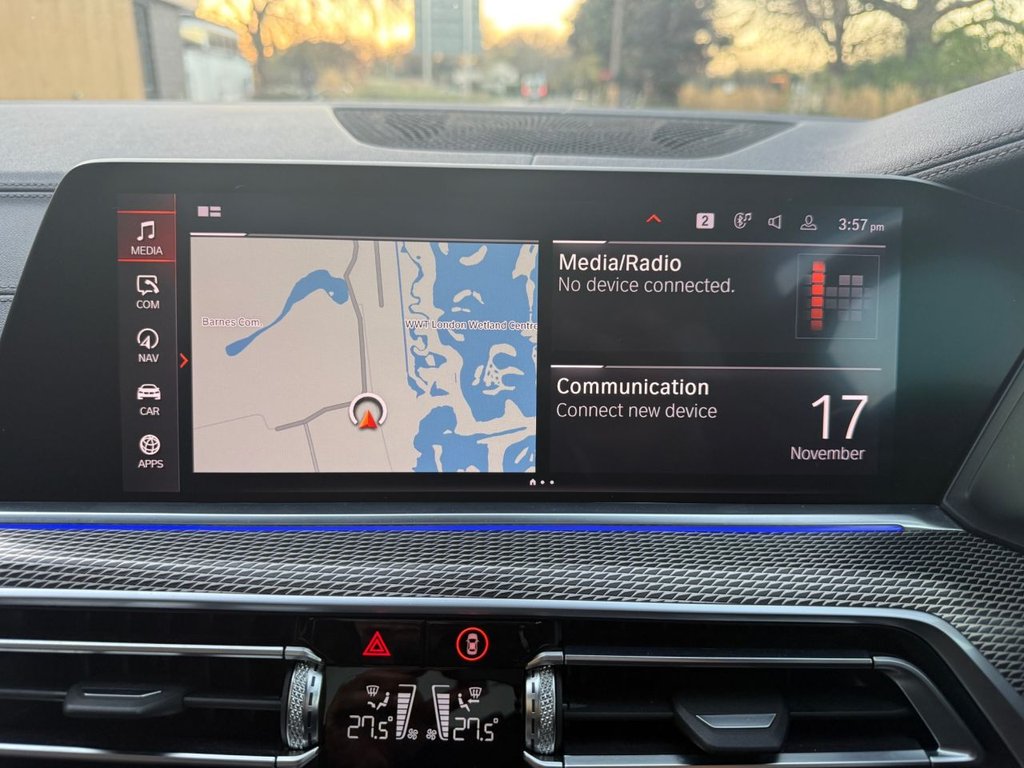 2
3:57 pm
MEDIA
COM
NAV
CAR
APPS
Barnes Com.
WWT London Wetland Centre
Media/Radio
No device connected.
Communication
Connect new device
17
November
27.5°
27.5°